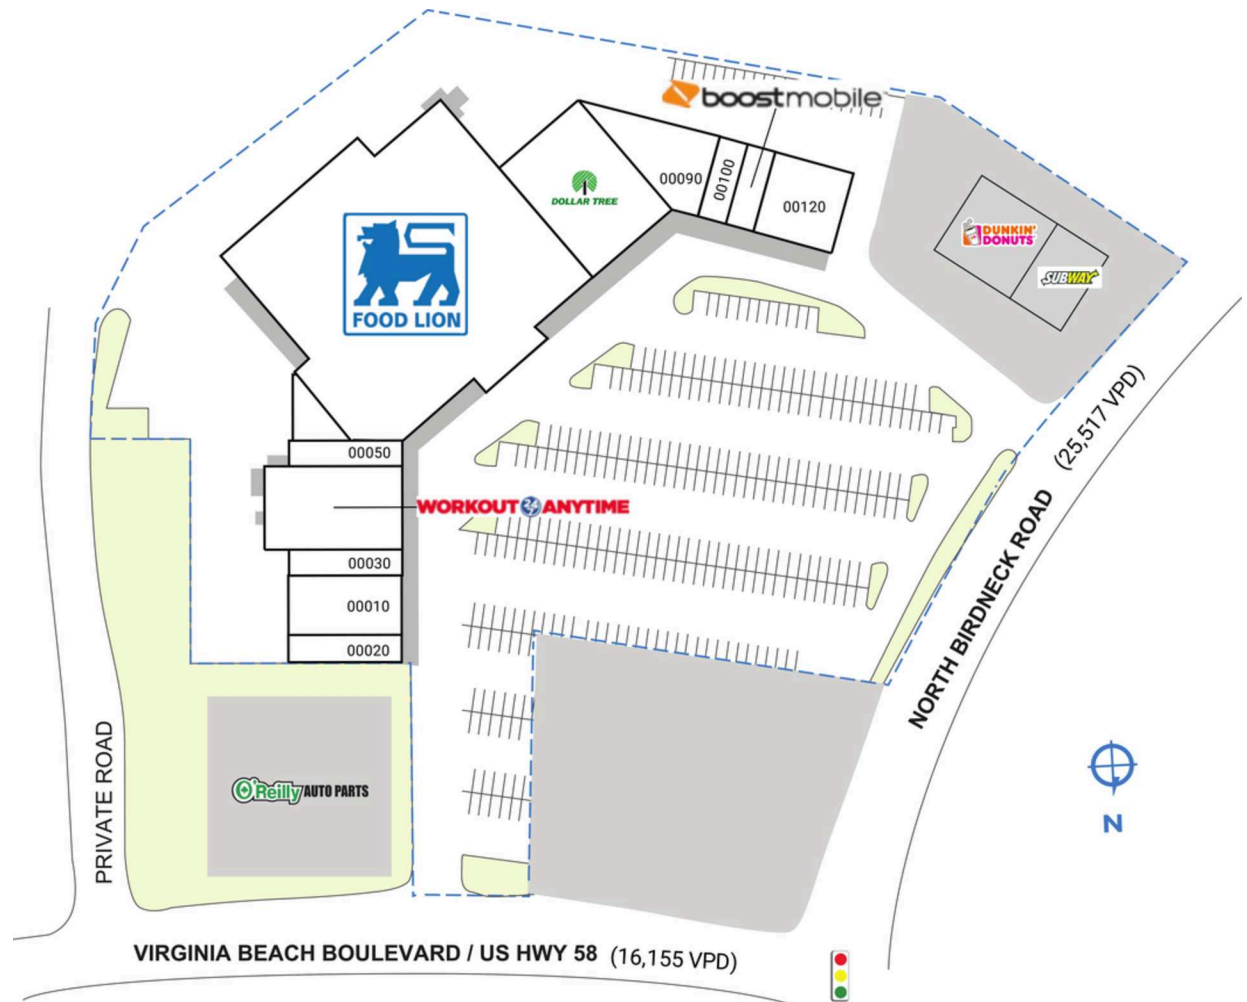 boostmobile
00090
00100
00120
DOLLAR TREE
DUNKIN'
DONUTS
SUBWAY
FOOD LION
00050
WORKOUT 24 ANYTIME
00030
00010
00020
(25,517 VPD)
NORTH BIRDNECK ROAD
PRIVATE ROAD
O'Reilly AUTO PARTS
N
VIRGINIA BEACH BOULEVARD / US HWY 58 (16,155 VPD)